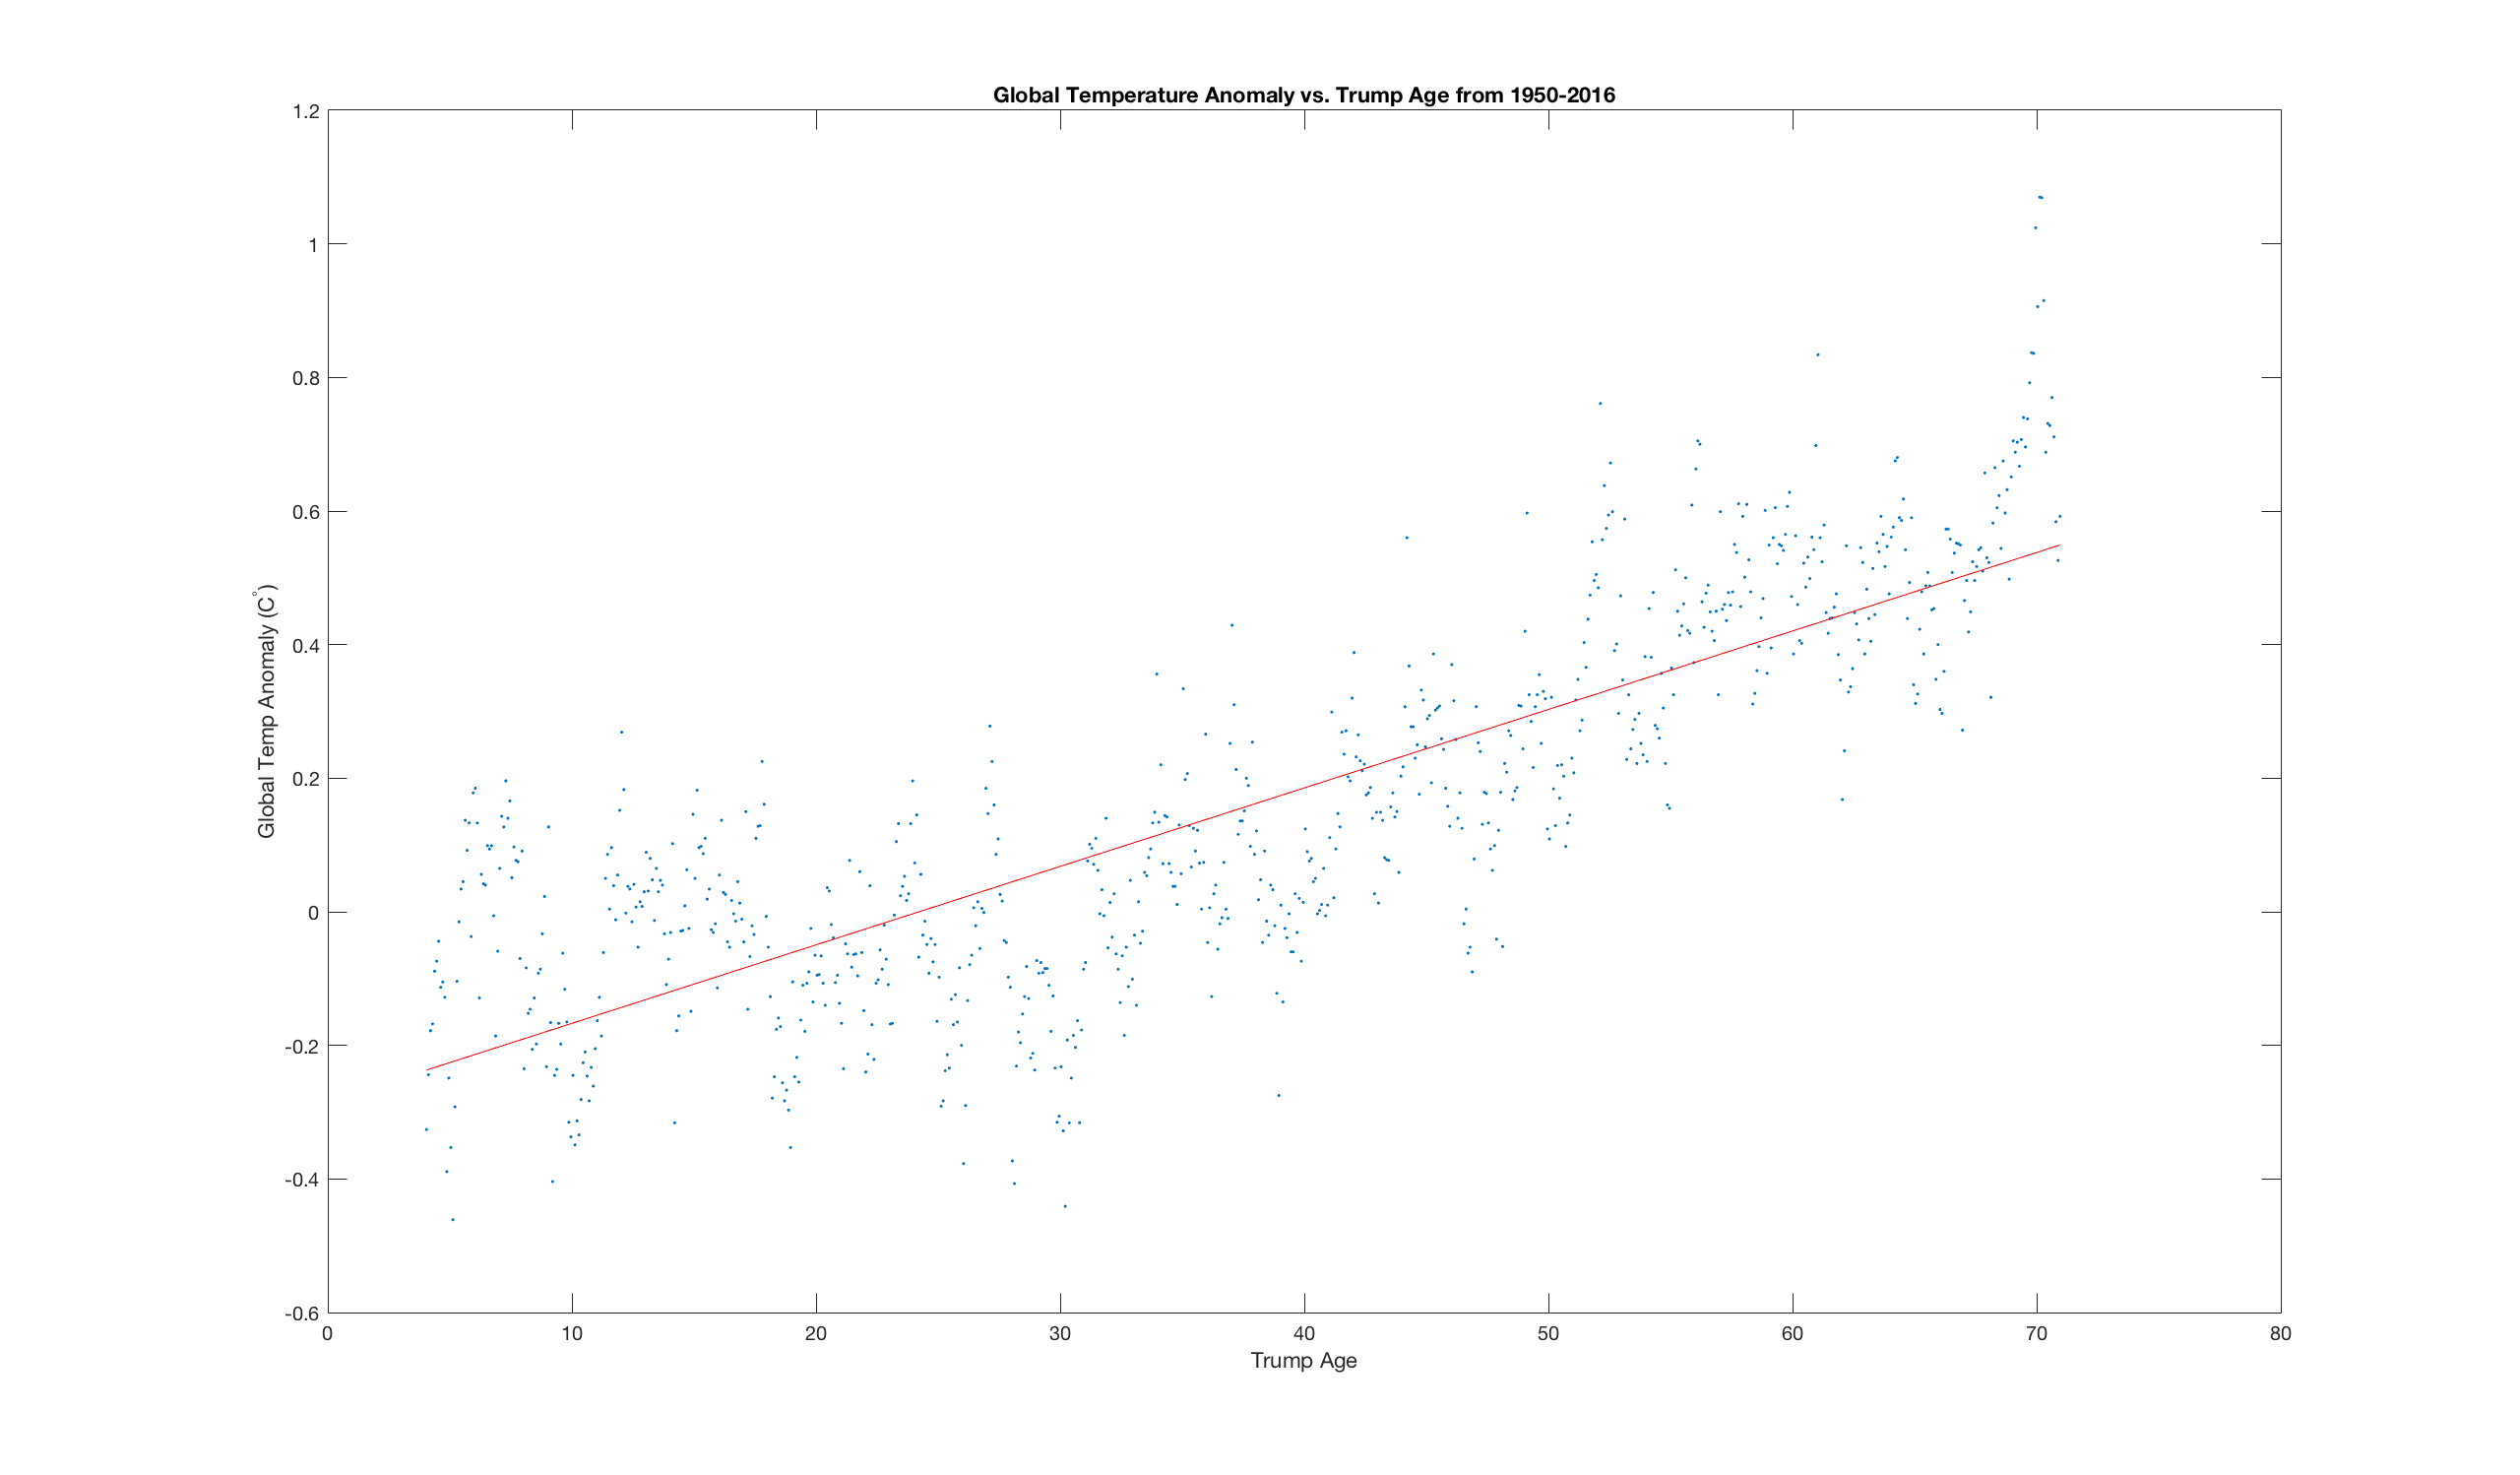 Global Temperature Anomaly vs. Trump Age from 1950-2016
1.2
1
0.8
0.6
0.4
0.2
0
-0.2
-0.4
-0.6
Global Temp Anomaly (C°)
0 10 20 30 40 50 60 70 80
Trump Age